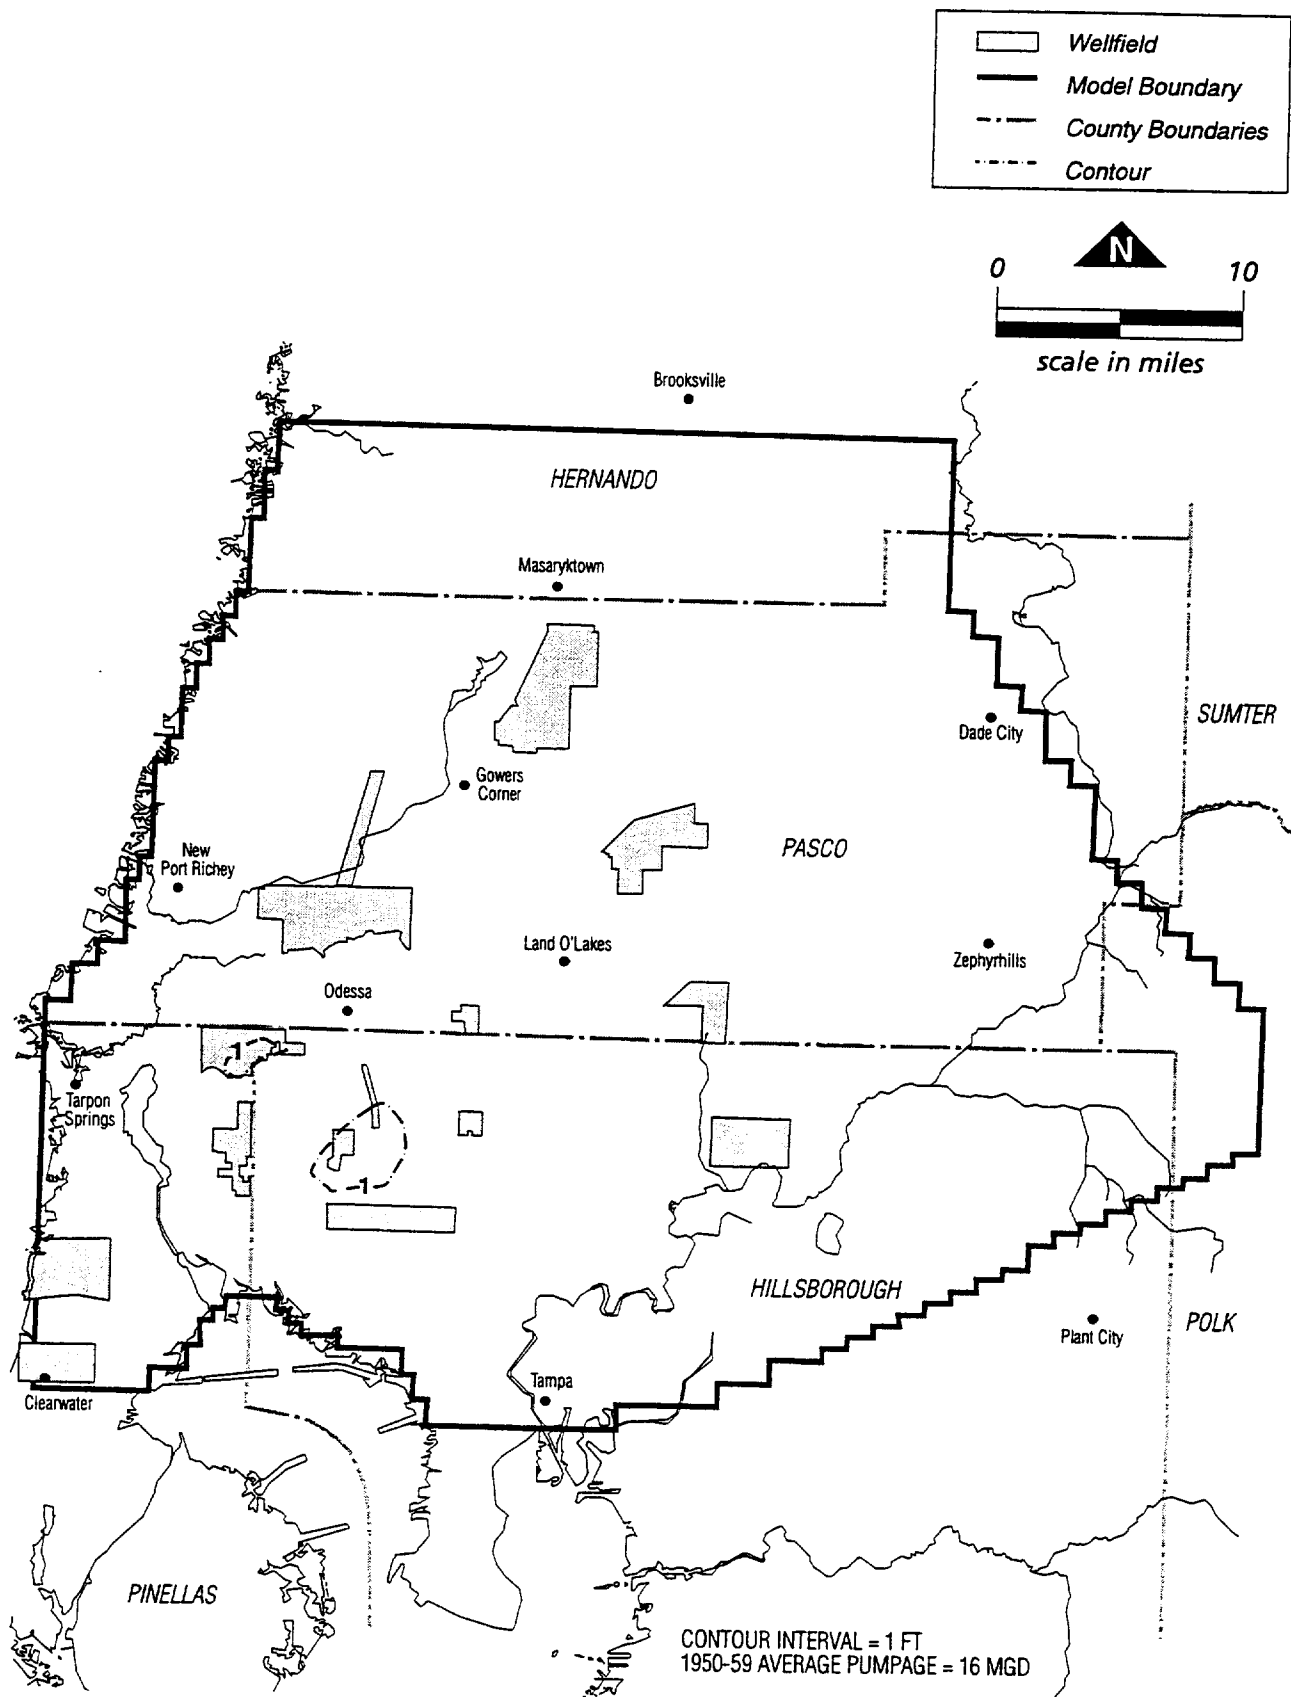 Wellfield
Model Boundary
County Boundaries
Contour
N
0 10
scale in miles
Brooksville
HERNANDO
Masaryktown
SUMTER
Dade City
Gowers
Corner
PASCO
New
Port Richey
Land O'Lakes
Zephyrhills
Odessa
1
Tarpon
Springs
1
HILLSBOROUGH
Plant City
POLK
Tampa
Clearwater
PINELLAS
CONTOUR INTERVAL = 1 FT
1950-59 AVERAGE PUMPAGE = 16 MGD